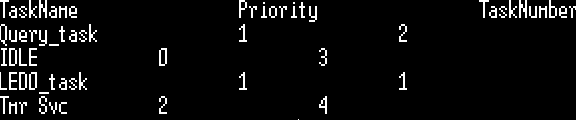 TaskName Priority TaskNumber
Query_task 1 2
IDLE 0 3
LED0_task 1 1
Tmr Svc 2 4